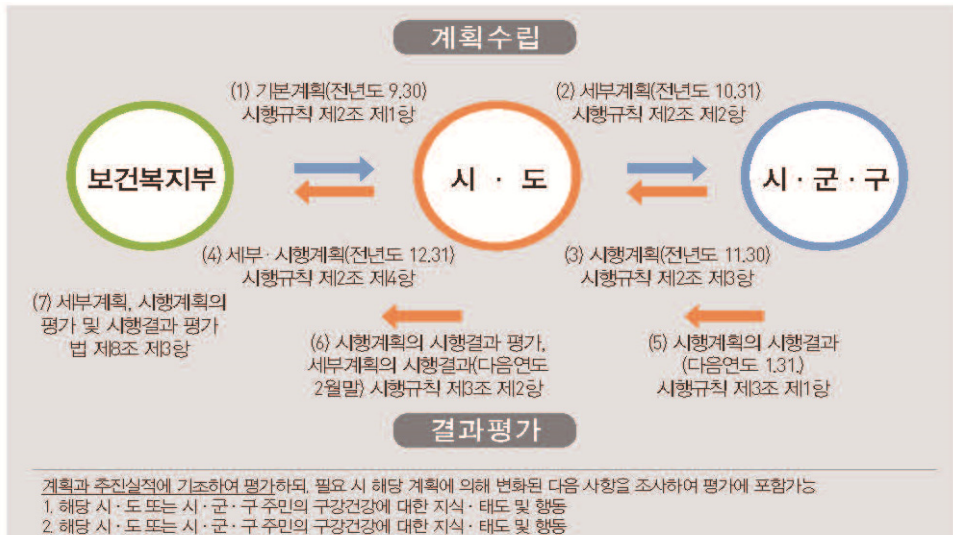 계획수립
(1) 기본계획(전년도 9.30)
시행규칙 제2조 제1항
(2) 세부계획(전년도 10.31)
시행규칙 제2조 제2항
보건복지부
시 · 도
시 · 군 · 구
(4) 세부 · 시행계획(전년도 12.31)
시행규칙 제2조 제4항
(3) 시행계획(전년도 11.30)
시행규칙 제2조 제3항
(7) 세부계획, 시행계획의
평가 및 시행결과 평가
법 제8조 제3항
(6) 시행계획의 시행결과 평가,
세부계획의 시행결과(다음연도
2월말) 시행규칙 제3조 제2항
(5) 시행계획의 시행결과
(다음연도 1.31.)
시행규칙 제3조 제1항
결과평가
계획과 추진실적에 기초하여 평가하되, 필요 시 해당 계획에 의해 변화된 다음 사항을 조사하여 평가에 포함가능
1. 해당 시 · 도 또는 시 · 군 · 구 주민의 구강건강에 대한 지식 · 태도 및 행동
2. 해당 시 · 도 또는 시 · 군 · 구 주민의 구강건강에 대한 지식 · 태도 및 행동